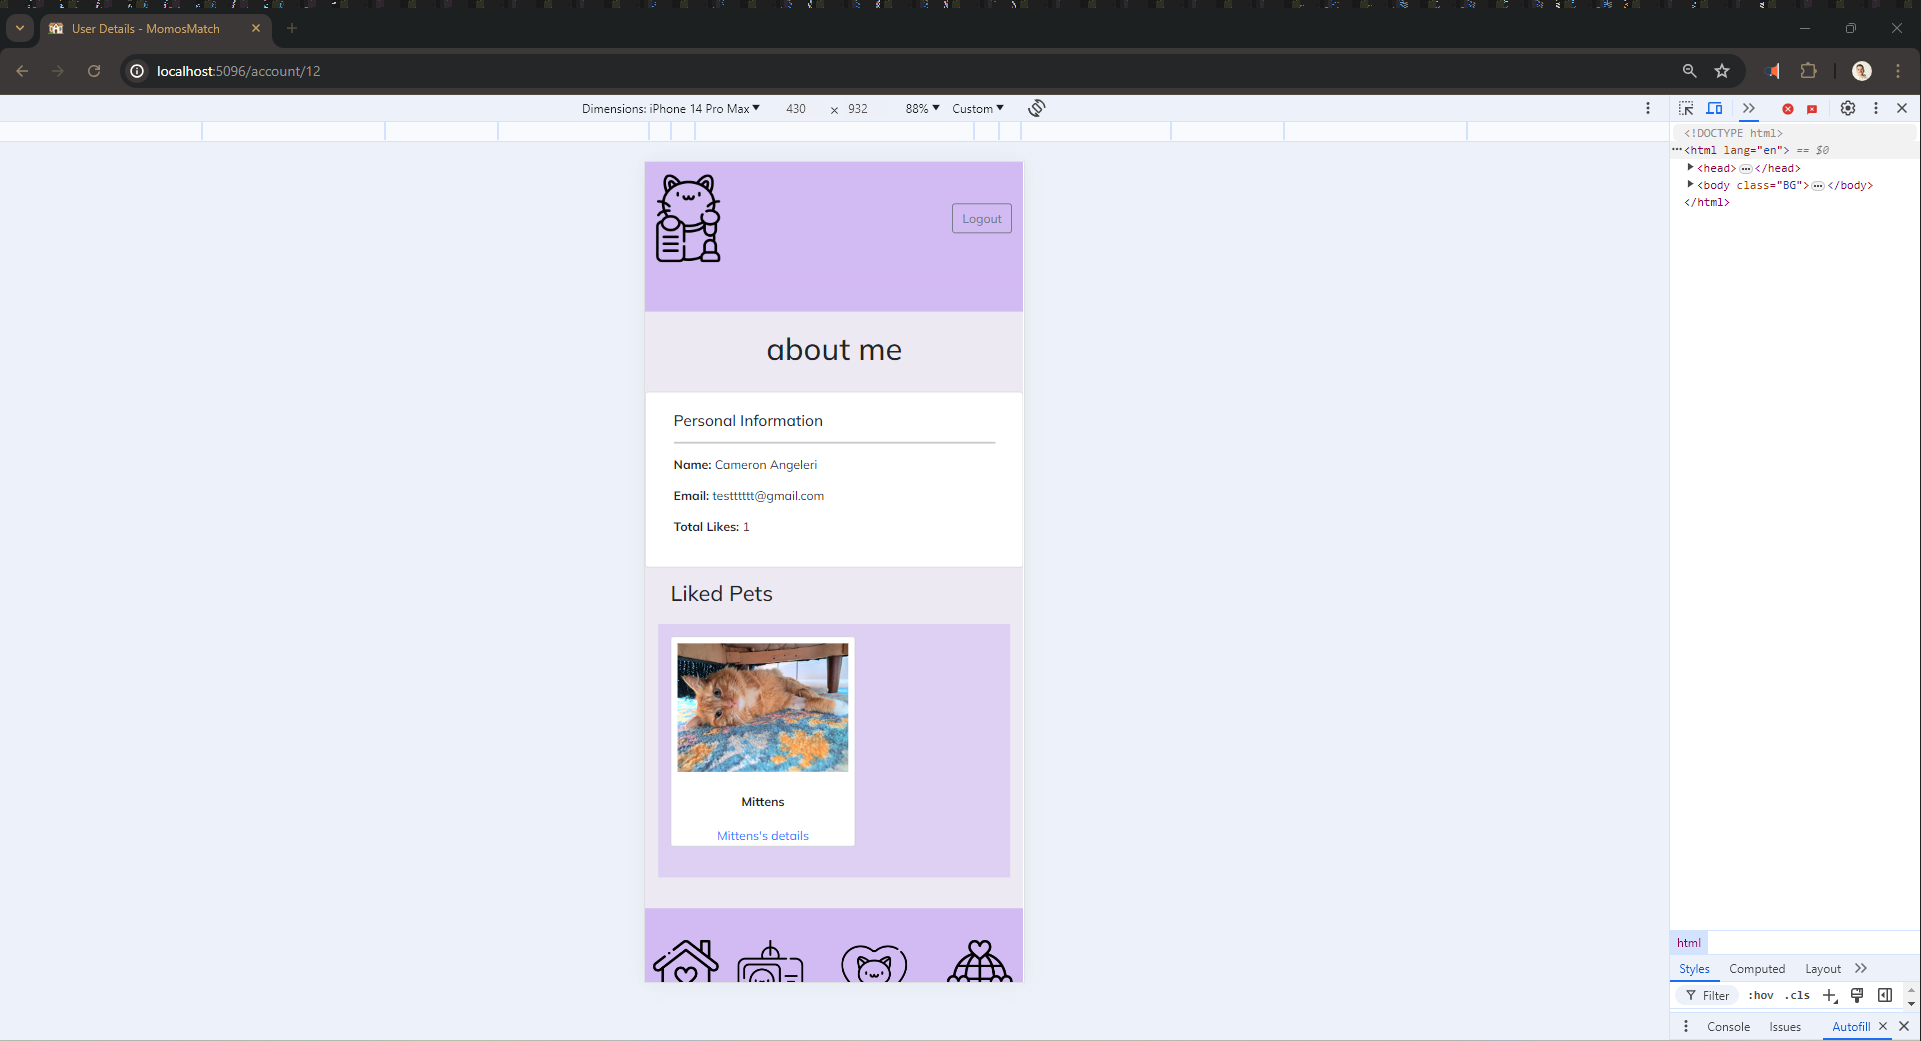 User Details - MomosMatch
localhost:5096/account/12
Dimensions: iPhone 14 Pro Max ▼ 430 × 932 88% ▼ Custom ▼
<!DOCTYPE html>
<html lang="en"> == $0
<head> ... </head>
<body class="BG"> ... </body>
</html>
Logout
about me
Personal Information
Name: Cameron Angeleri
Email: testttttt@gmail.com
Total Likes: 1
Liked Pets
Mittens
Mittens's details
html
Styles Computed Layout
Filter :hov .cls
Console Issues Autofill